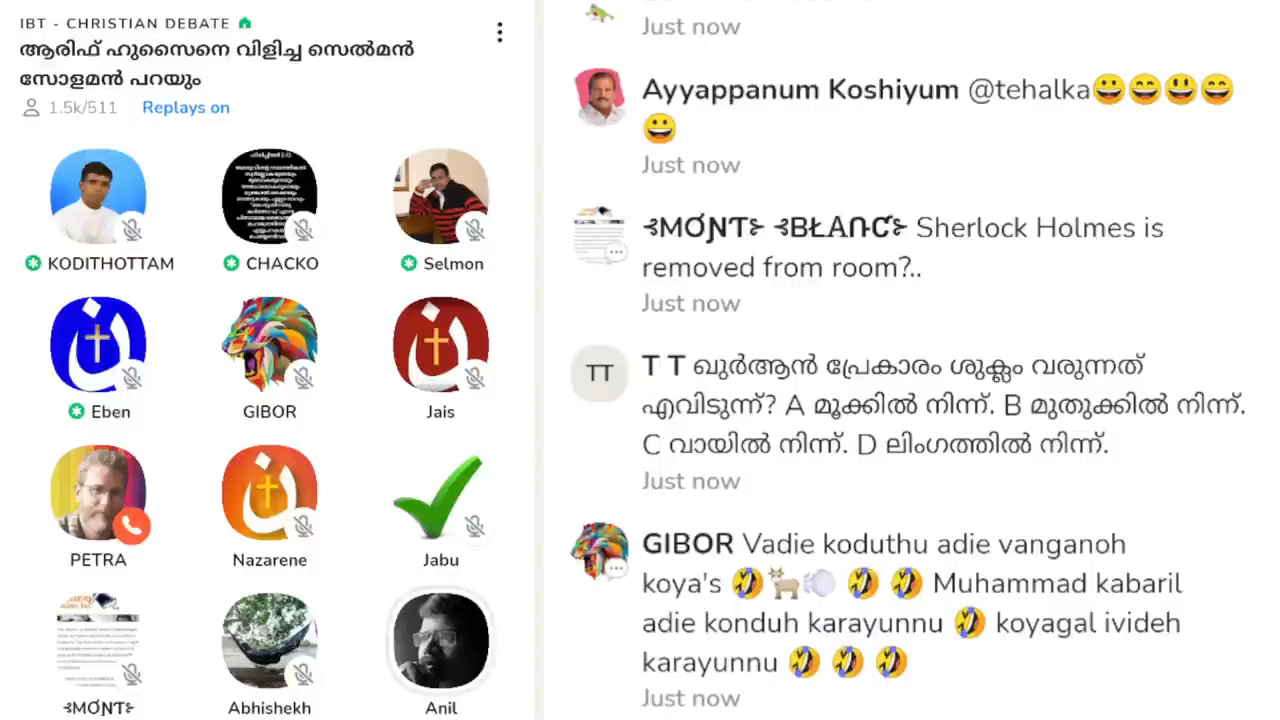 IBT - CHRISTIAN DEBATE
ആരിഫ് ഹുസൈനെ വിളിച്ച സെൽമൻ
സോളമൻ പറയും
1.5k/511 Replays on
KODITHOTTAM CHACKO Selmon
Eben GIBOR Jais
PETRA Nazarene Jabu
⊰MƠƝƬ⊱ Abhishekh Anil
Just now
Ayyappanum Koshiyum @tehalka😀😄😃😄
😀
Just now
⊰MƠƝƬ⊱ ⊰BŁAႶƇ⊱ Sherlock Holmes is
removed from room?..
Just now
TT
T T ഖുർആൻ പ്രേകാരം ശുക്ലം വരുന്നത്
എവിടുന്ന്? A മൂക്കിൽ നിന്ന്. B മുതുക്കിൽ നിന്ന്.
C വായിൽ നിന്ന്. D ലിംഗത്തിൽ നിന്ന്.
Just now
GIBOR Vadie koduthu adie vanganoh
koya's 🤣🐐💨 🤣 🤣 Muhammad kabaril
adie konduh karayunnu 🤣 koyagal ivideh
karayunnu 🤣 🤣 🤣
Just now